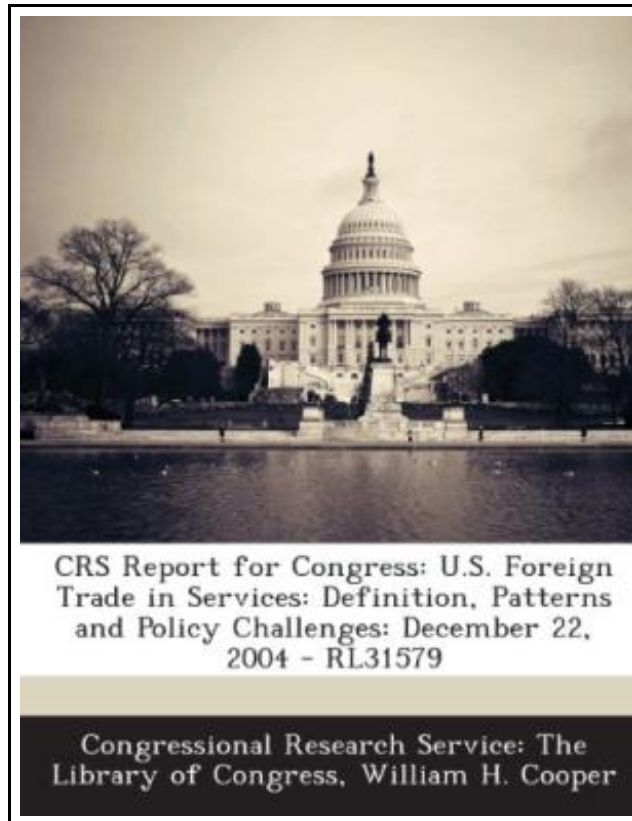 CRS Report for Congress: U.S. Foreign
Trade in Services: Definition, Patterns
and Policy Challenges: December 22,
2004 - RL31579
Congressional Research Service: The
Library of Congress, William H. Cooper